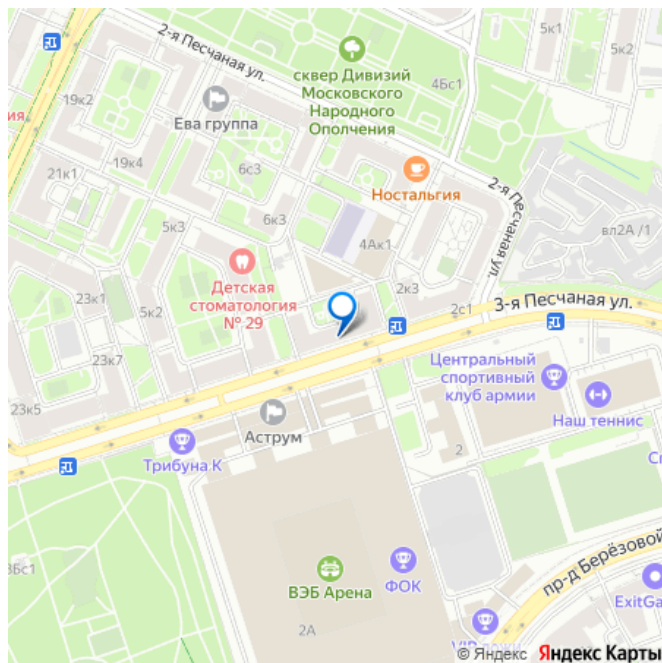 2-я Песчаная ул.
5к1
5к1
5к2
сквер Дивизий
Московского
Народного
Ополчения
4Бс1
19к2
Ева группа
19к4
6с3
21к1
Ностальгия
2-я Песчаная ул.
6к3
5к3
4Ак1
вл2А /1
Детская
стоматология
№ 29
2к3
2с1
3-я Песчаная ул.
23к1
5к2
23к7
Центральный
спортивный
клуб армии
Наш теннис
23к5
Аструм
Трибуна К
2
ВЭБ Арена
ФОК
2А
пр-д Берёзовой
© Яндекс Яндекс Карты